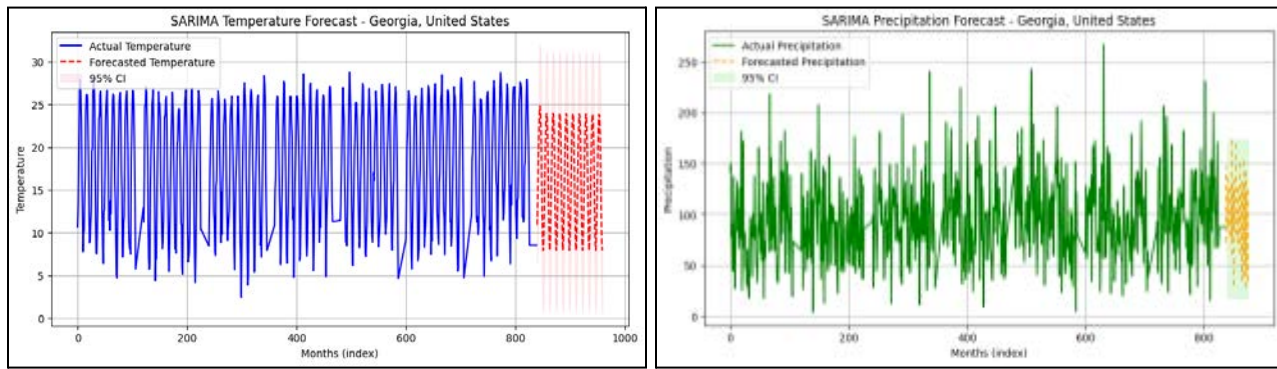 SARIMA Temperature Forecast - Georgia, United States
Actual Temperature
Forecasted Temperature
95% CI
Temperature
30
25
20
15
10
5
0
0
200
400
600
800
1000
Months (index)
SARIMA Precipitation Forecast - Georgia, United States
Actual Precipitation
Forecasted Precipitation
95% CI
Precipitation
250
200
150
100
50
0
0
200
400
600
800
Months (index)